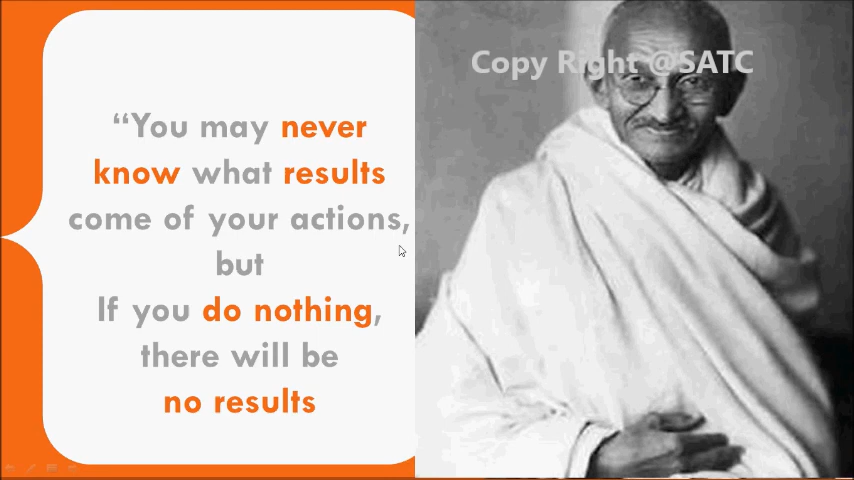 “You may never
know what results
come of your actions,
but
If you do nothing,
there will be
no results
Copy Right @SATC